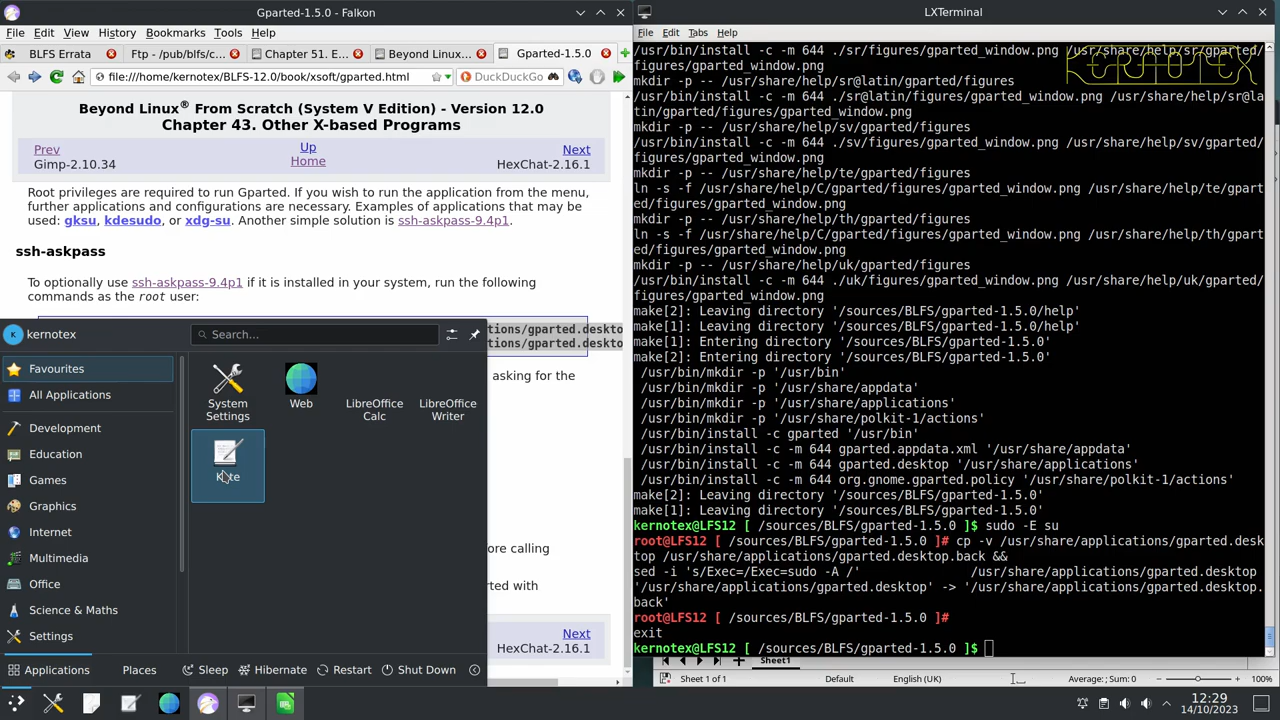 Gparted-1.5.0 - Falkon
File Edit View History Bookmarks Tools Help
BLFS Errata
Ftp - /pub/blfs/c...
Chapter 51. E...
Beyond Linux...
Gparted-1.5.0
file:///home/kernotex/BLFS-12.0/book/xsoft/gparted.html
DuckDuckGo
Beyond Linux® From Scratch (System V Edition) - Version 12.0
Chapter 43. Other X-based Programs
Prev Up Next
Gimp-2.10.34 Home HexChat-2.16.1
Root privileges are required to run Gparted. If you wish to run the application from the menu,
further applications and configurations are necessary. Examples of applications that may be
used: gksu, kdesudo, or xdg-su. Another simple solution is ssh-askpass-9.4p1.
ssh-askpass
To optionally use ssh-askpass-9.4p1 if it is installed in your system, run the following
commands as the root user:
tions/gparted.deskto
tions/gparted.deskto
asking for the
ore calling
rted with
Next
HexChat-2.16.1
kernotex
Search...
Favourites
All Applications
Development
Education
Games
Graphics
Internet
Multimedia
Office
Science & Maths
Settings
System
Settings
Web
LibreOffice
Calc
LibreOffice
Writer
Kate
Applications Places Sleep Hibernate Restart Shut Down
LXTerminal
File Edit Tabs Help
KERNOTEX
/usr/bin/install -c -m 644 ./sr/figures/gparted_window.png /usr/share/help/sr/gparted/
figures/gparted_window.png
mkdir -p -- /usr/share/help/sr@latin/gparted/figures
/usr/bin/install -c -m 644 ./sr@latin/figures/gparted_window.png /usr/share/help/sr@la
tin/gparted/figures/gparted_window.png
mkdir -p -- /usr/share/help/sv/gparted/figures
/usr/bin/install -c -m 644 ./sv/figures/gparted_window.png /usr/share/help/sv/gparted/
figures/gparted_window.png
mkdir -p -- /usr/share/help/te/gparted/figures
ln -s -f /usr/share/help/C/gparted/figures/gparted_window.png /usr/share/help/te/gpart
ed/figures/gparted_window.png
mkdir -p -- /usr/share/help/th/gparted/figures
ln -s -f /usr/share/help/C/gparted/figures/gparted_window.png /usr/share/help/th/gpart
ed/figures/gparted_window.png
mkdir -p -- /usr/share/help/uk/gparted/figures
/usr/bin/install -c -m 644 ./uk/figures/gparted_window.png /usr/share/help/uk/gparted/
figures/gparted_window.png
make[2]: Leaving directory '/sources/BLFS/gparted-1.5.0/help'
make[1]: Leaving directory '/sources/BLFS/gparted-1.5.0/help'
make[1]: Entering directory '/sources/BLFS/gparted-1.5.0'
make[2]: Entering directory '/sources/BLFS/gparted-1.5.0'
/usr/bin/mkdir -p '/usr/bin'
/usr/bin/mkdir -p '/usr/share/appdata'
/usr/bin/mkdir -p '/usr/share/applications'
/usr/bin/mkdir -p '/usr/share/polkit-1/actions'
/usr/bin/install -c gparted '/usr/bin'
/usr/bin/install -c -m 644 gparted.appdata.xml '/usr/share/appdata'
/usr/bin/install -c -m 644 gparted.desktop '/usr/share/applications'
/usr/bin/install -c -m 644 org.gnome.gparted.policy '/usr/share/polkit-1/actions'
make[2]: Leaving directory '/sources/BLFS/gparted-1.5.0'
make[1]: Leaving directory '/sources/BLFS/gparted-1.5.0'
kernotex@LFS12 [ /sources/BLFS/gparted-1.5.0 ]$ sudo -E su
root@LFS12 [ /sources/BLFS/gparted-1.5.0 ]# cp -v /usr/share/applications/gparted.desk
top /usr/share/applications/gparted.desktop.back &&
sed -i 's/Exec=/Exec=sudo -A /' /usr/share/applications/gparted.desktop
'/usr/share/applications/gparted.desktop' -> '/usr/share/applications/gparted.desktop.
back'
root@LFS12 [ /sources/BLFS/gparted-1.5.0 ]#
exit
kernotex@LFS12 [ /sources/BLFS/gparted-1.5.0 ]$
Sheet1
Sheet 1 of 1 Default English (UK) Average: ; Sum: 0 100%
12:29
14/10/2023